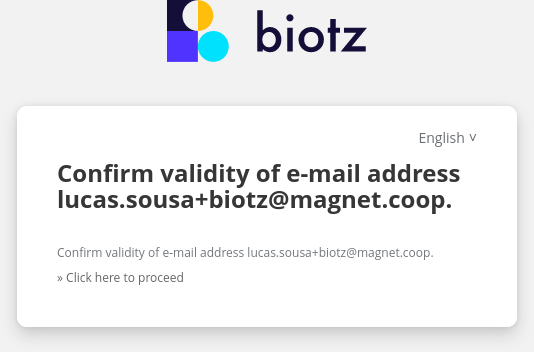 biotz
English ˅
Confirm validity of e-mail address
lucas.sousa+biotz@magnet.coop.
Confirm validity of e-mail address lucas.sousa+biotz@magnet.coop.
» Click here to proceed